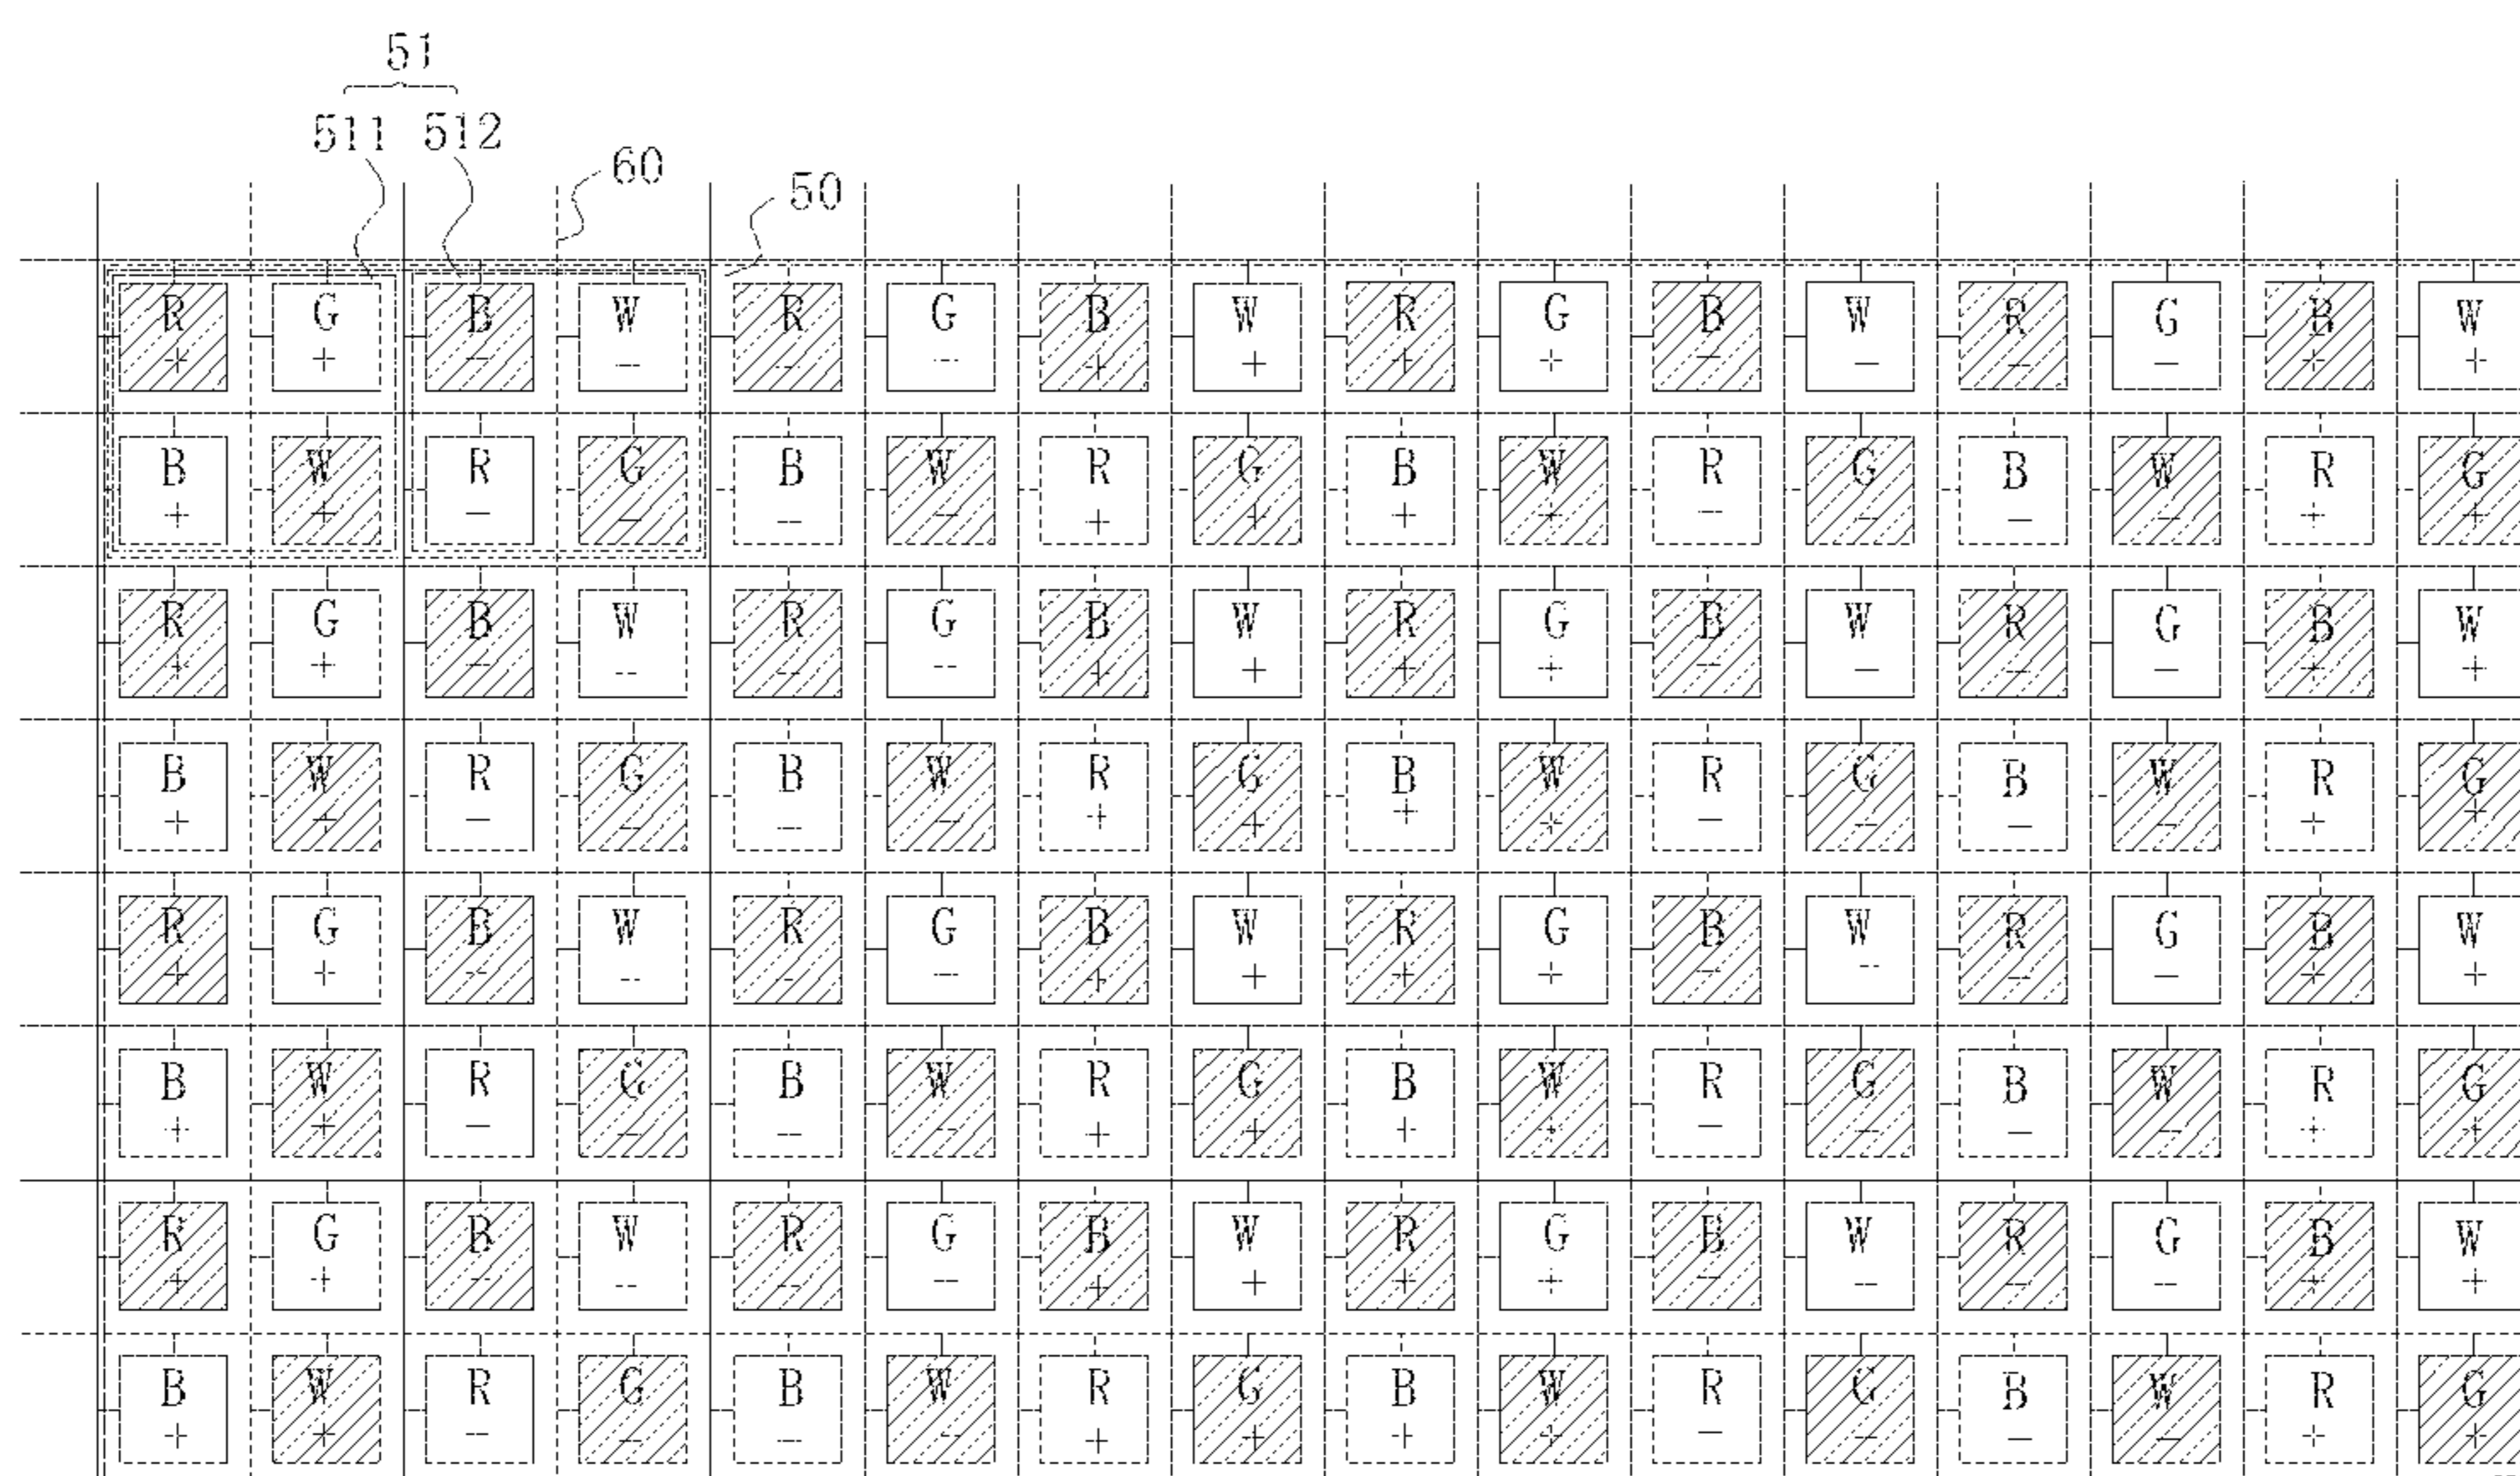 51
511 512
60
50
R G B W R G B W R G B W R G B W
+ + − − − − + + + + − − − − + +
B W R G B W R G B W R G B W R G
+ + − − − − + + + + − − − − + +
R G B W R G B W R G B W R G B W
+ + − − − − + + + + − − − − + +
B W R G B W R G B W R G B W R G
+ + − − − − + + + + − − − − + +
R G B W R G B W R G B W R G B W
+ + − − − − + + + + − − − − + +
B W R G B W R G B W R G B W R G
+ + − − − − + + + + − − − − + +
R G B W R G B W R G B W R G B W
+ + − − − − + + + + − − − − + +
B W R G B W R G B W R G B W R G
+ + − − − − + + + + − − − − + +